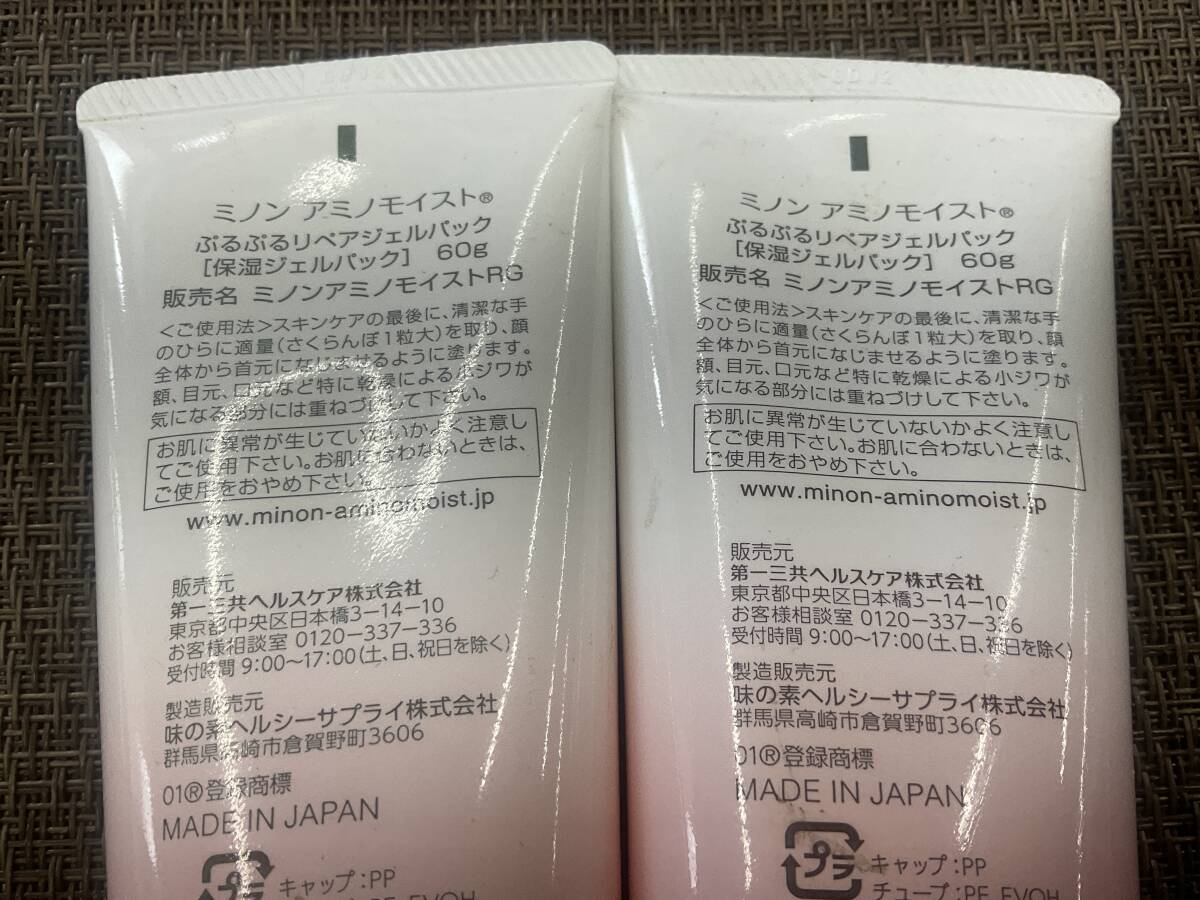 ミノン アミノモイスト®
ぷるぷるリペアジェルパック
[保湿ジェルパック] 60g
販売名 ミノンアミノモイストRG
<ご使用法>スキンケアの最後に、清潔な手
のひらに適量(さくらんぼ1粒大)を取り、顔
全体から首元になじませるように塗ります。
額、目元、口元など特に乾燥による小ジワが
気になる部分には重ねづけして下さい。
お肌に異常が生じていないかよく注意し
てご使用下さい。お肌に合わないときは、
ご使用をおやめ下さい。
www.minon-aminomoist.jp
販売元
第一三共ヘルスケア株式会社
東京都中央区日本橋3-14-10
お客様相談室 0120-337-336
受付時間 9:00~17:00(土、日、祝日を除く)
製造販売元
味の素ヘルシーサプライ株式会社
群馬県高崎市倉賀野町3606
01®登録商標
MADE IN JAPAN
プラ
キャップ:PP
ミノン アミノモイスト®
ぷるぷるリペアジェルパック
[保湿ジェルパック] 60g
販売名 ミノンアミノモイストRG
<ご使用法>スキンケアの最後に、清潔な手
のひらに適量(さくらんぼ1粒大)を取り、顔
全体から首元になじませるように塗ります。
額、目元、口元など特に乾燥による小ジワが
気になる部分には重ねづけして下さい。
お肌に異常が生じていないかよく注意し
てご使用下さい。お肌に合わないときは、
ご使用をおやめ下さい。
www.minon-aminomoist.jp
販売元
第一三共ヘルスケア株式会社
東京都中央区日本橋3-14-10
お客様相談室 0120-337-336
受付時間 9:00~17:00(土、日、祝日を除く)
製造販売元
味の素ヘルシーサプライ株式会社
群馬県高崎市倉賀野町3606
01®登録商標
MADE IN JAPAN
プラ
キャップ:PP
チューブ:PE, EVOH